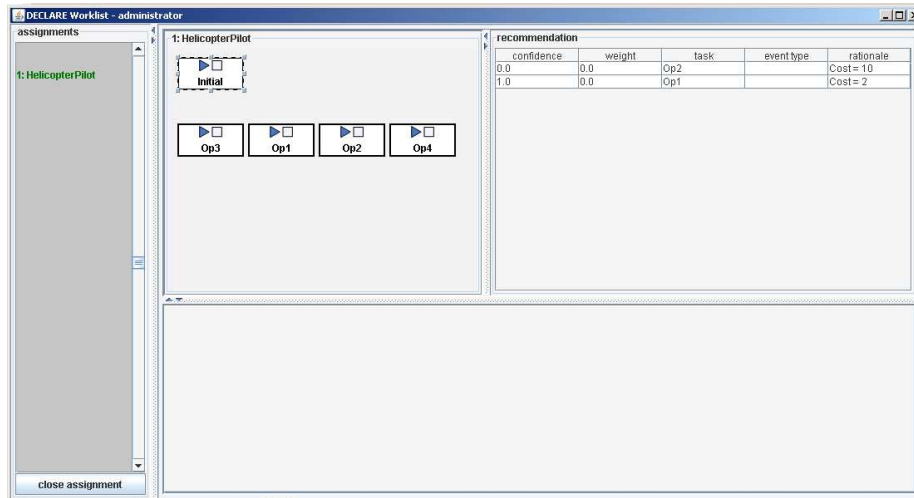 DECLARE Worklist - administrator
assignments
1: HelicopterPilot
close assignment
1: HelicopterPilot
Initial
Op3 Op1 Op2 Op4
recommendation
confidence weight task event type rationale
0.0 0.0 Op2 Cost = 10
1.0 0.0 Op1 Cost = 2